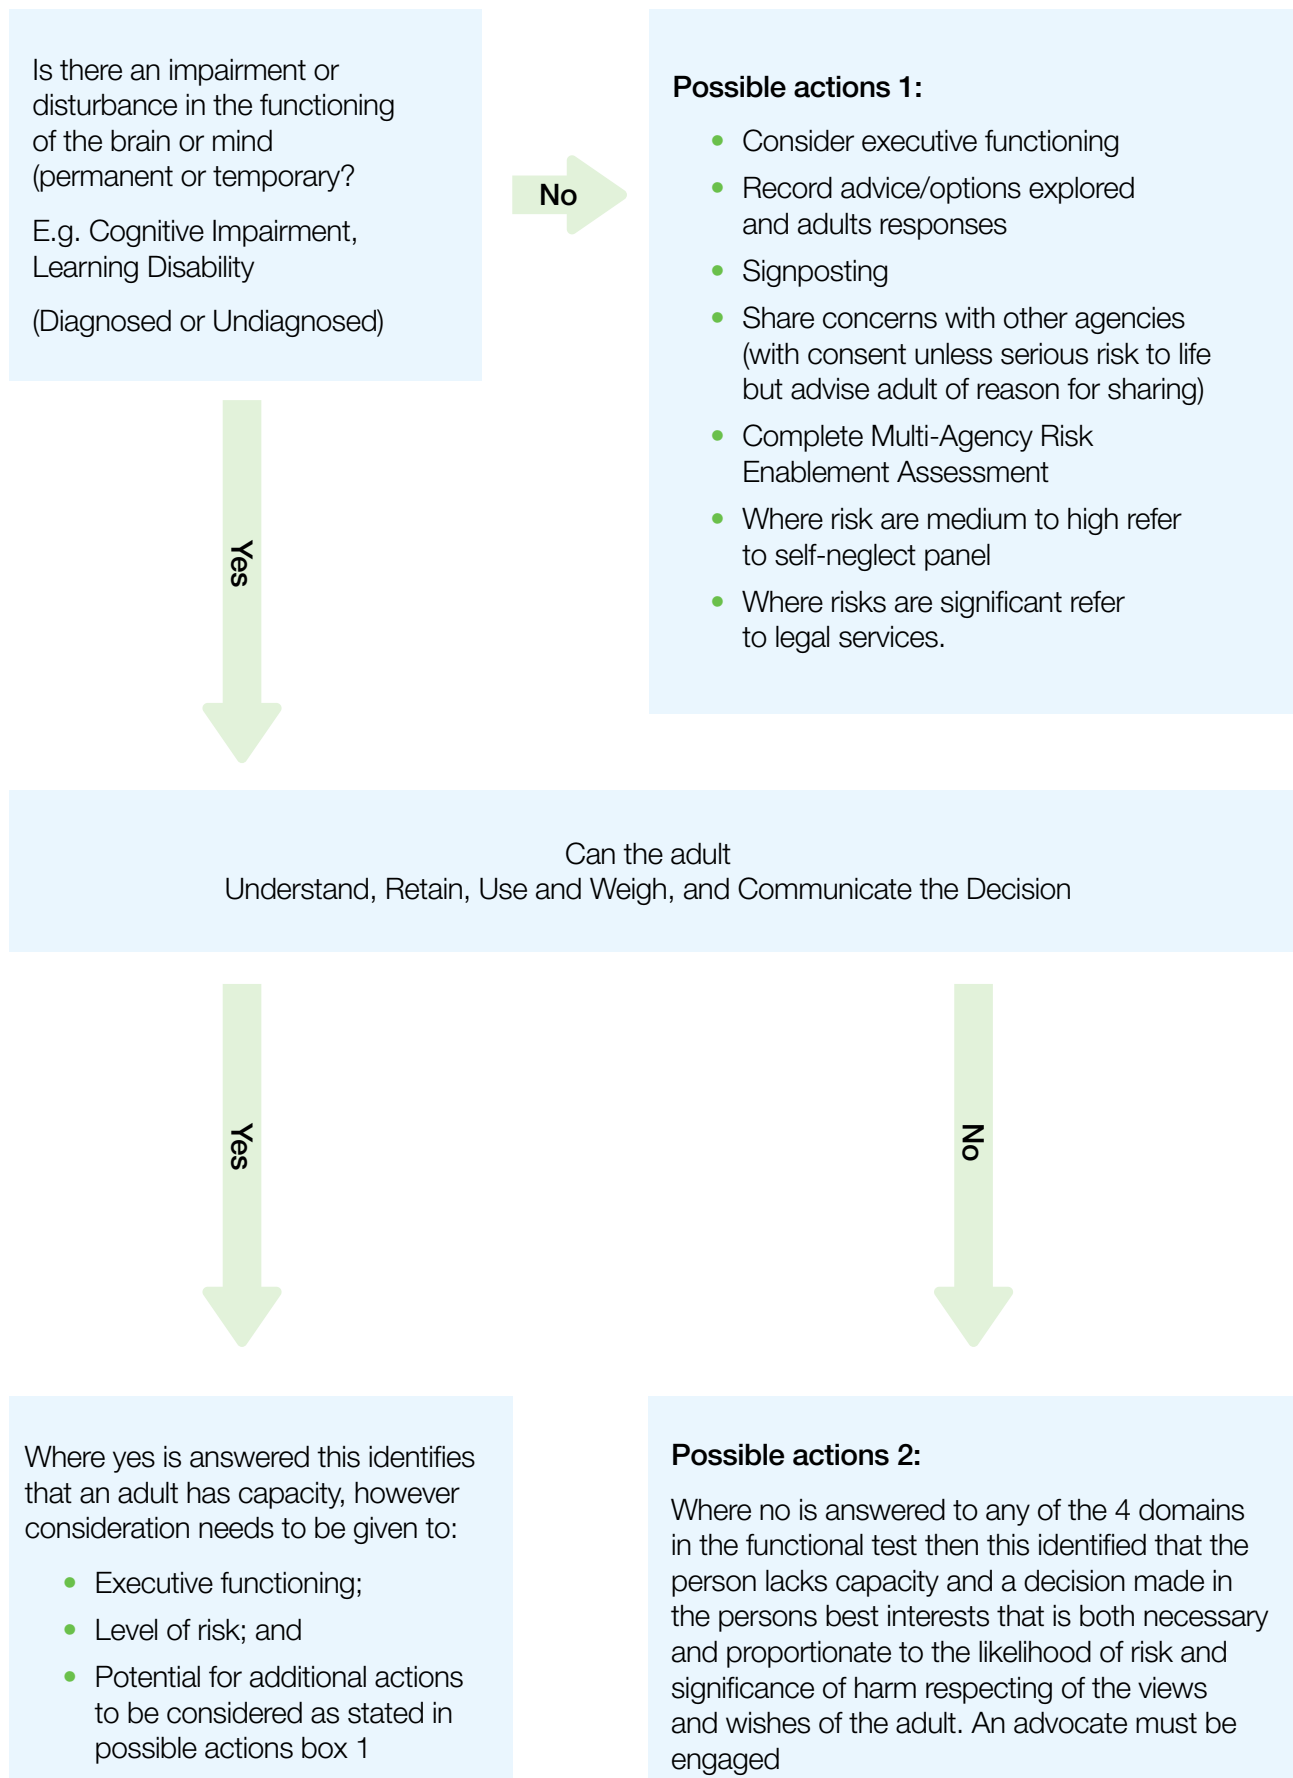 Is there an impairment or
disturbance in the functioning
of the brain or mind
(permanent or temporary?
E.g. Cognitive Impairment,
Learning Disability
(Diagnosed or Undiagnosed)
No
Possible actions 1:
• Consider executive functioning
• Record advice/options explored
and adults responses
• Signposting
• Share concerns with other agencies
(with consent unless serious risk to life
but advise adult of reason for sharing)
• Complete Multi-Agency Risk
Enablement Assessment
• Where risk are medium to high refer
to self-neglect panel
• Where risks are significant refer
to legal services.
Yes
Can the adult
Understand, Retain, Use and Weigh, and Communicate the Decision
Yes
No
Where yes is answered this identifies
that an adult has capacity, however
consideration needs to be given to:
• Executive functioning;
• Level of risk; and
• Potential for additional actions
to be considered as stated in
possible actions box 1
Possible actions 2:
Where no is answered to any of the 4 domains
in the functional test then this identified that the
person lacks capacity and a decision made in
the persons best interests that is both necessary
and proportionate to the likelihood of risk and
significance of harm respecting of the views
and wishes of the adult. An advocate must be
engaged